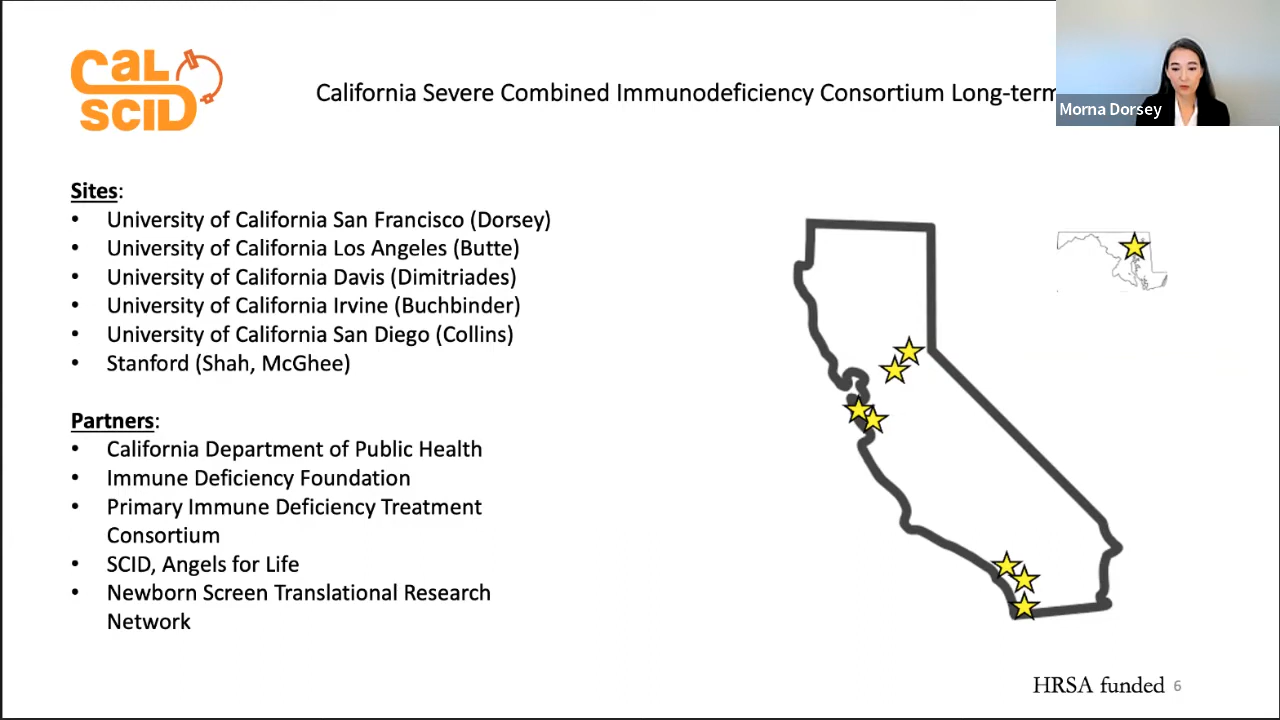 CaL
SCID
California Severe Combined Immunodeficiency Consortium Long-term
Morna Dorsey
Sites:
• University of California San Francisco (Dorsey)
• University of California Los Angeles (Butte)
• University of California Davis (Dimitriades)
• University of California Irvine (Buchbinder)
• University of California San Diego (Collins)
• Stanford (Shah, McGhee)
Partners:
• California Department of Public Health
• Immune Deficiency Foundation
• Primary Immune Deficiency Treatment
Consortium
• SCID, Angels for Life
• Newborn Screen Translational Research
Network
HRSA funded 6